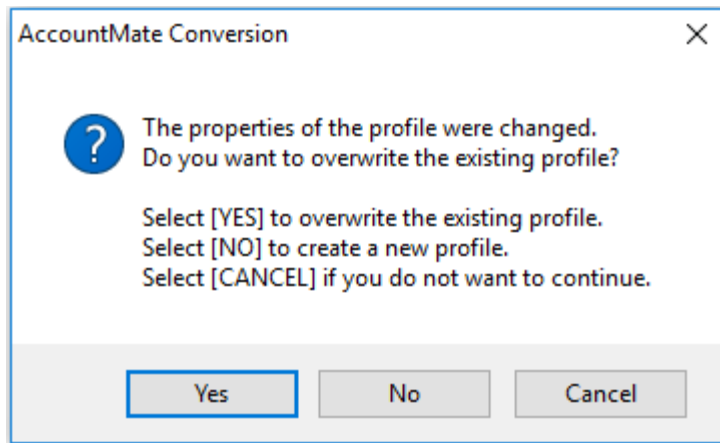 AccountMate Conversion
?
The properties of the profile were changed.
Do you want to overwrite the existing profile?
Select [YES] to overwrite the existing profile.
Select [NO] to create a new profile.
Select [CANCEL] if you do not want to continue.
Yes No Cancel